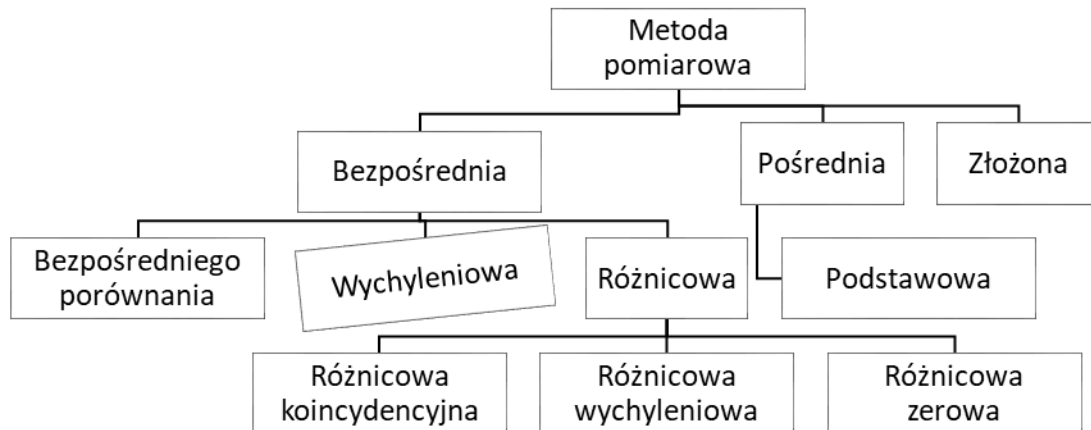 Metoda
pomiarowa
Bezpośrednia
Pośrednia
Złożona
Bezpośredniego
porównania
Wychyleniowa
Różnicowa
Podstawowa
Różnicowa
koincydencyjna
Różnicowa
wychyleniowa
Różnicowa
zerowa